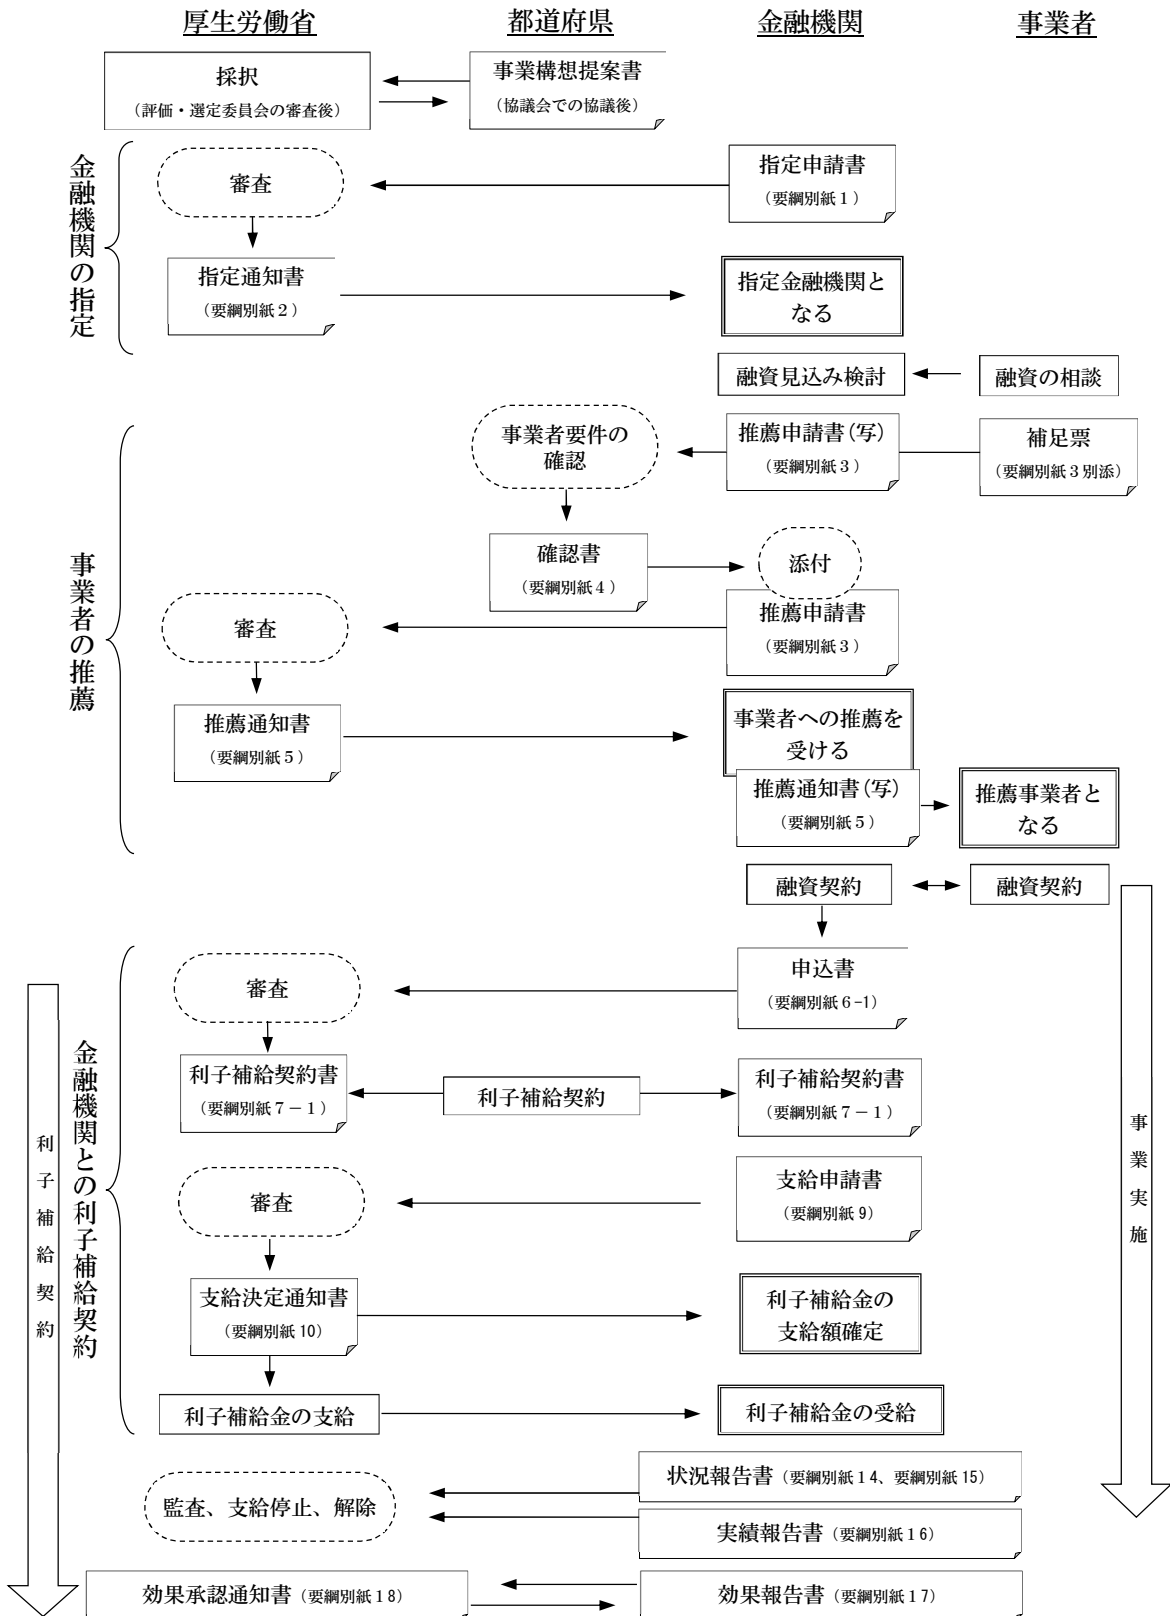 厚生労働省
都道府県
金融機関
事業者
採択
(評価・選定委員会の審査後)
事業構想提案書
(協議会での協議後)
金融機関の指定
審査
指定申請書
(要綱別紙1)
指定通知書
(要綱別紙2)
指定金融機関と
なる
融資見込み検討
融資の相談
事業者の推薦
事業者要件の
確認
推薦申請書(写)
(要綱別紙3)
補足票
(要綱別紙3別添)
確認書
(要綱別紙4)
添付
審査
推薦申請書
(要綱別紙3)
推薦通知書
(要綱別紙5)
事業者への推薦を
受ける
推薦通知書(写)
(要綱別紙5)
推薦事業者と
なる
融資契約
融資契約
利子補給契約
金融機関との利子補給契約
事業実施
審査
申込書
(要綱別紙6-1)
利子補給契約書
(要綱別紙7-1)
利子補給契約
利子補給契約書
(要綱別紙7-1)
審査
支給申請書
(要綱別紙9)
支給決定通知書
(要綱別紙10)
利子補給金の
支給額確定
利子補給金の支給
利子補給金の受給
監査、支給停止、解除
状況報告書(要綱別紙14、要綱別紙15)
実績報告書(要綱別紙16)
効果承認通知書(要綱別紙18)
効果報告書(要綱別紙17)